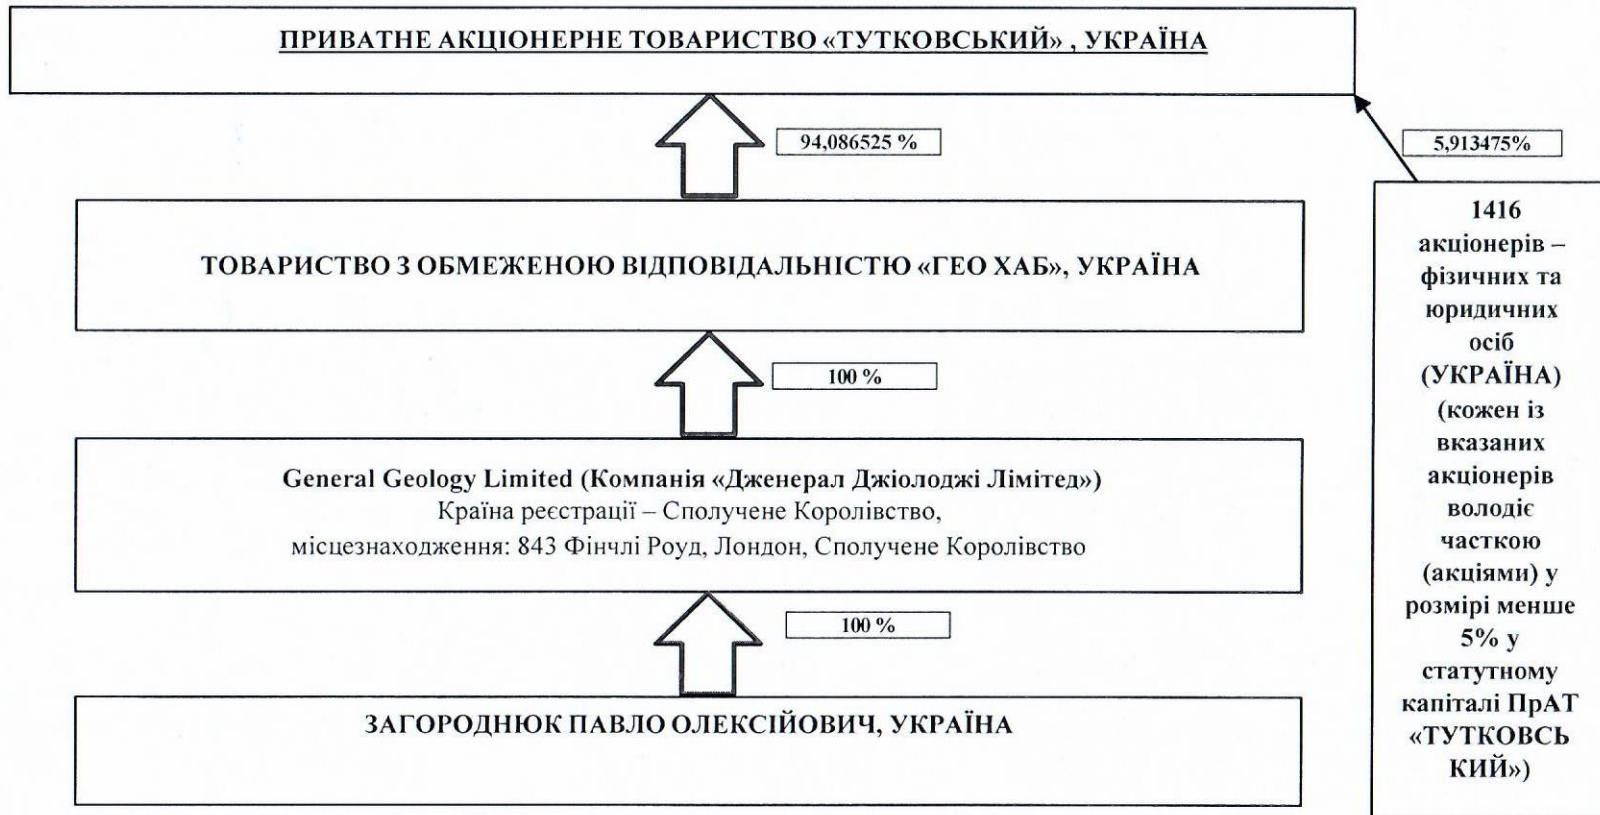 ПРИВАТНЕ АКЦІОНЕРНЕ ТОВАРИСТВО «ТУТКОВСЬКИЙ» , УКРАЇНА
94,086525 %
5,913475%
ТОВАРИСТВО З ОБМЕЖЕНОЮ ВІДПОВІДАЛЬНІСТЮ «ГЕО ХАБ», УКРАЇНА
100 %
General Geology Limited (Компанія «Дженерал Джіолоджі Лімітед»)
Країна реєстрації – Сполучене Королівство,
місцезнаходження: 843 Фінчлі Роуд, Лондон, Сполучене Королівство
100 %
ЗАГОРОДНЮК ПАВЛО ОЛЕКСІЙОВИЧ, УКРАЇНА
1416
акціонерів –
фізичних та
юридичних
осіб
(УКРАЇНА)
(кожен із
вказаних
акціонерів
володіє
часткою
(акціями) у
розмірі менше
5% у
статутному
капіталі ПрАТ
«ТУТКОВСЬ
КИЙ»)